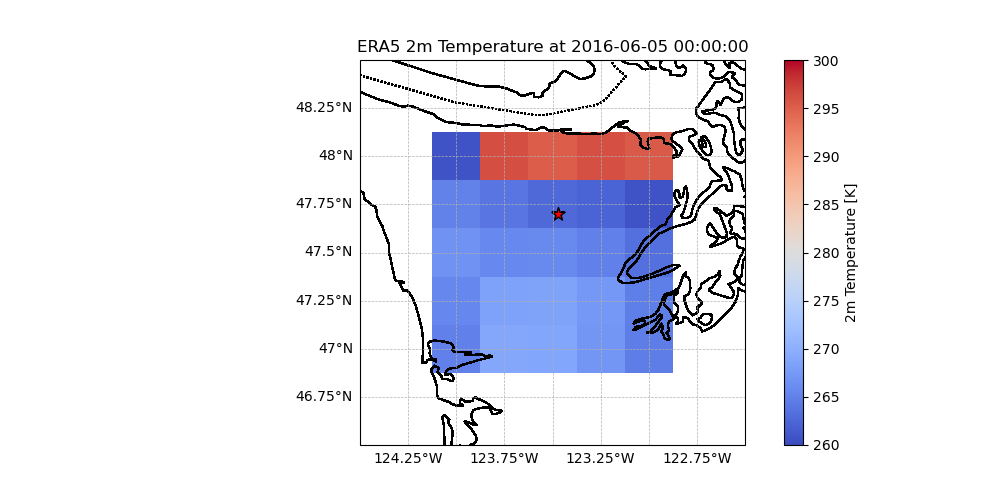 ERA5 2m Temperature at 2016-06-05 00:00:00
48.25°N
48°N
47.75°N
47.5°N
47.25°N
47°N
46.75°N
124.25°W 123.75°W 123.25°W 122.75°W
300
295
290
285
280
275
270
265
260
2m Temperature [K]